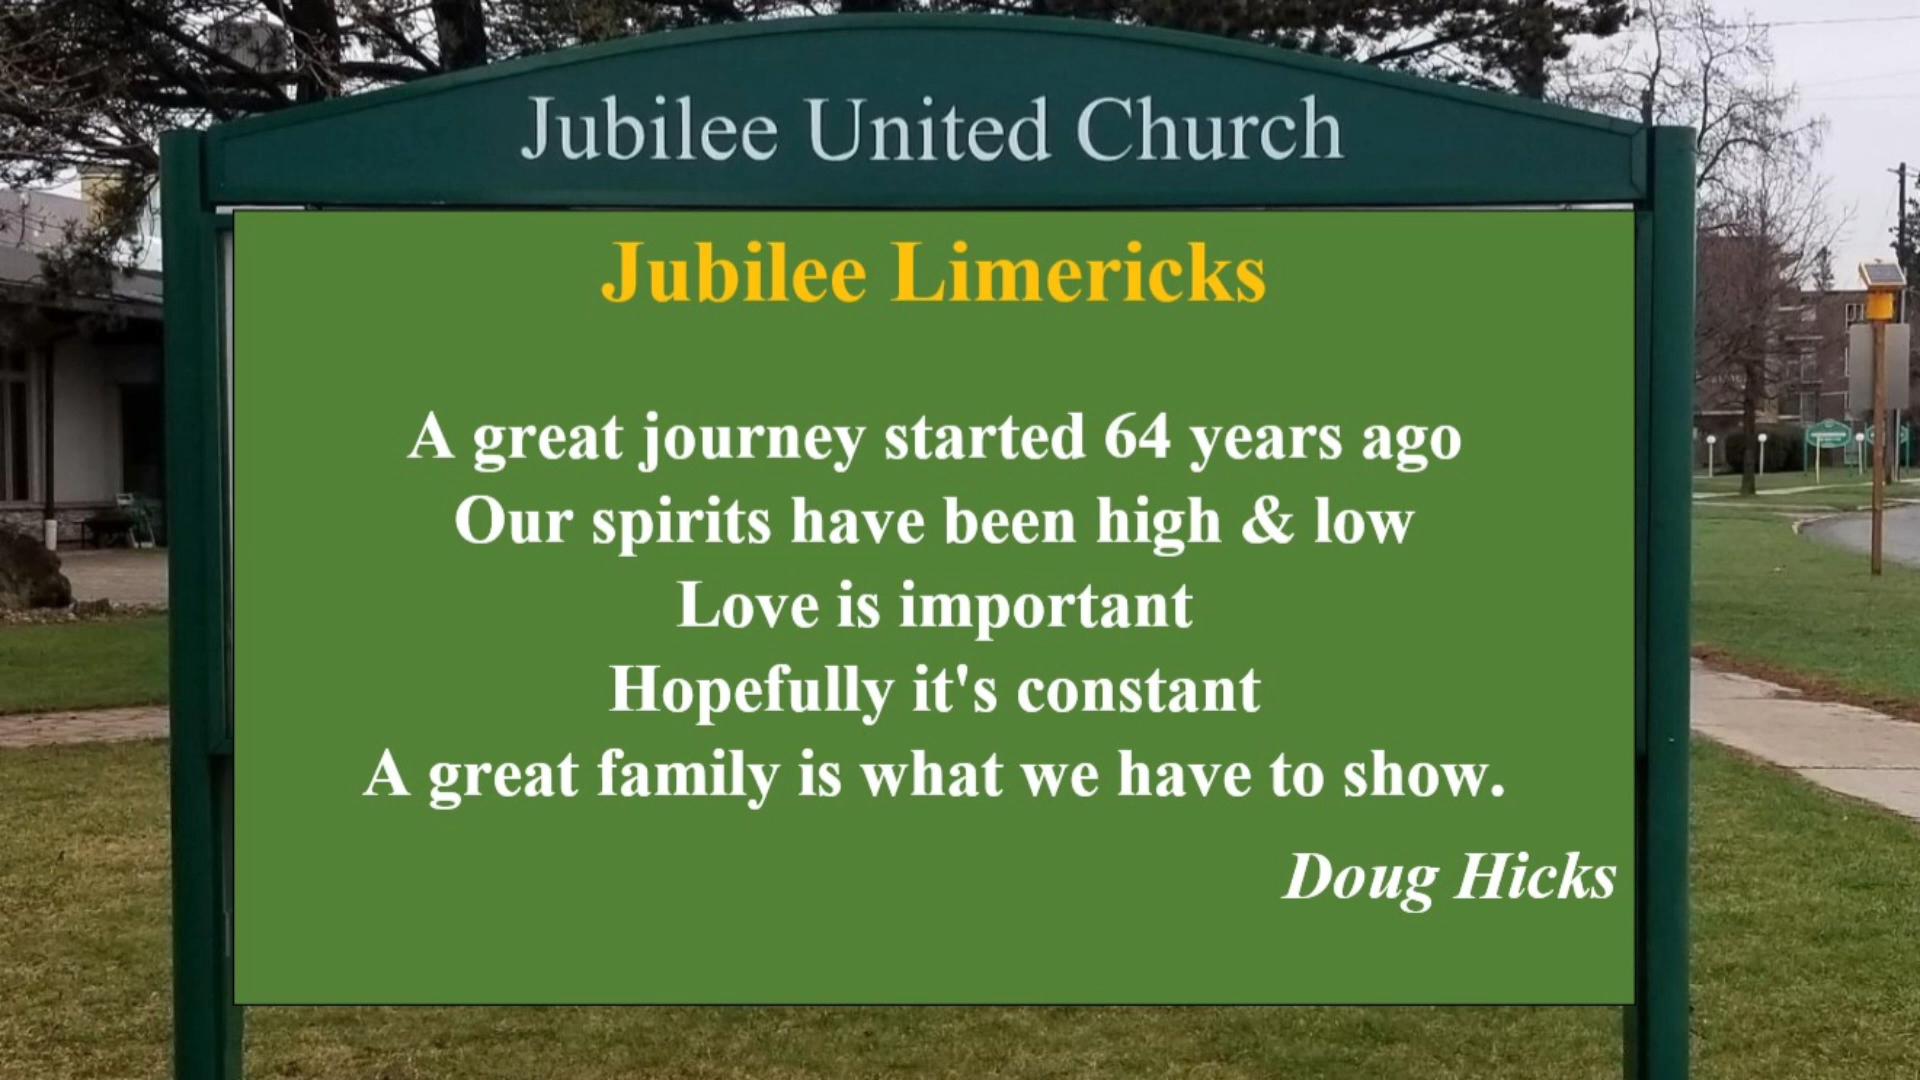 Jubilee United Church
Jubilee Limericks
A great journey started 64 years ago
Our spirits have been high & low
Love is important
Hopefully it's constant
A great family is what we have to show.
Doug Hicks